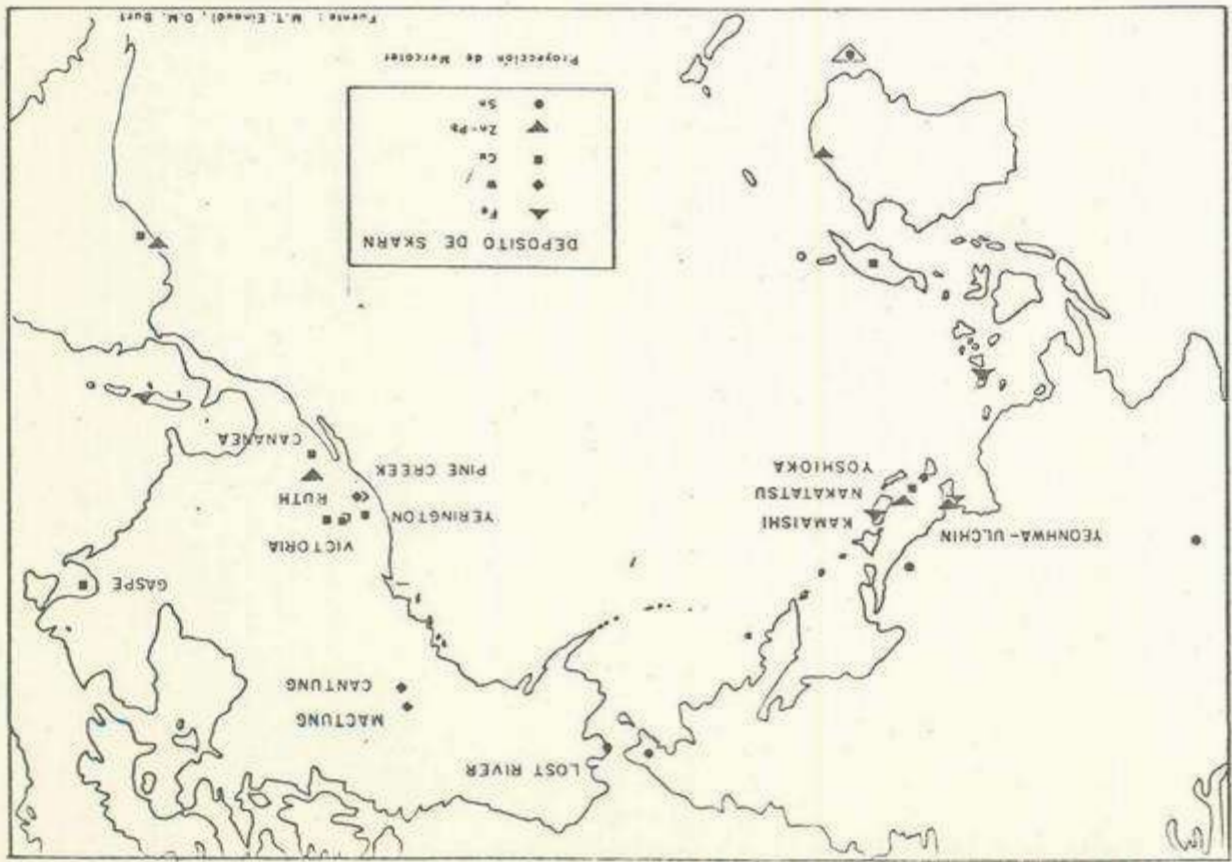 LOST RIVER
MACTUNG
CANTUNG
GASPE
VICTORIA
YEONHWA-ULCHIN
KAMAISHI
YERINGTON
NAKATATSU
RUTH
YOSHIOKA
PINE CREEK
CANANEA
DEPOSITO DE SKARN
Fe
W
Cu
Zn-Pb
Sn
Proyección de Mercater
Fuente: M.T. Einaudi, D.M. Burt